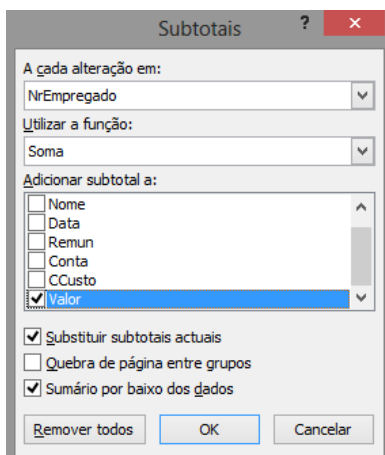 Subtotais ? ×
A cada alteração em:
NrEmpregado
Utilizar a função:
Soma
Adicionar subtotal a:
Nome
Data
Remun
Conta
CCusto
Valor
Substituir subtotais actuais
Quebra de página entre grupos
Sumário por baixo dos dados
Remover todos OK Cancelar